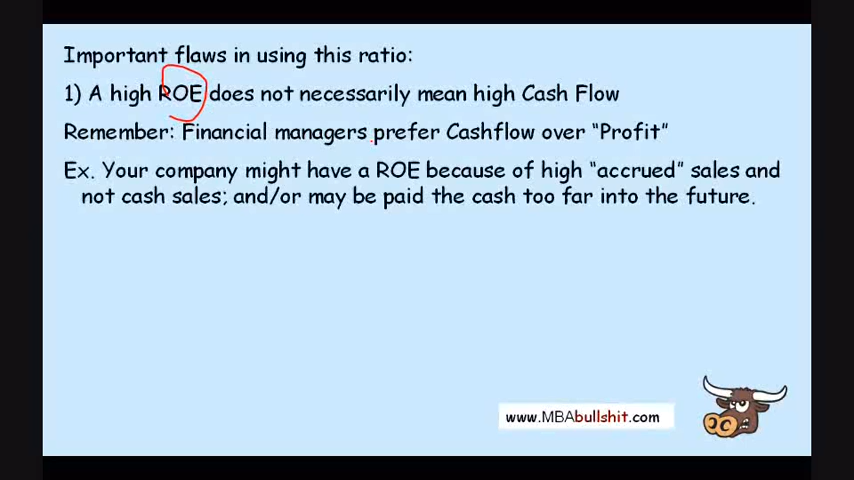 Important flaws in using this ratio:
1) A high ROE does not necessarily mean high Cash Flow
Remember: Financial managers prefer Cashflow over “Profit”
Ex. Your company might have a ROE because of high “accrued” sales and
not cash sales; and/or may be paid the cash too far into the future.
www.MBAbullshit.com